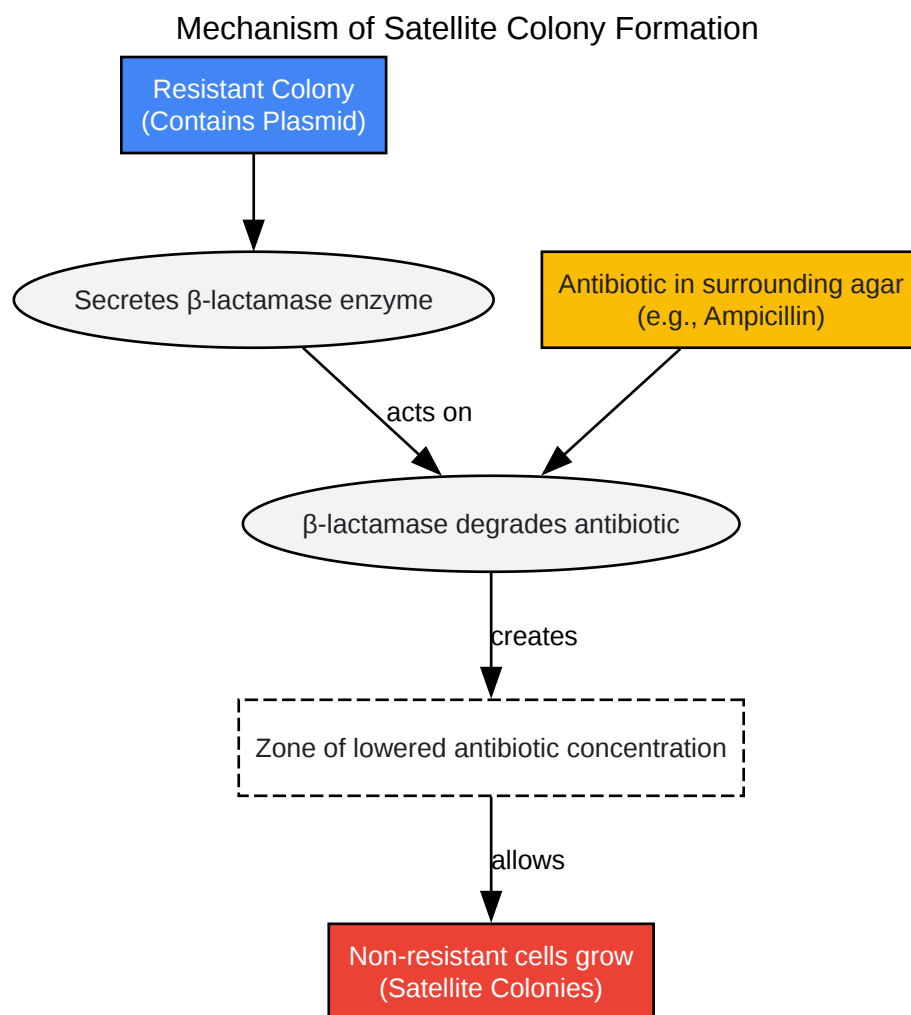 Mechanism of Satellite Colony Formation
Resistant Colony
(Contains Plasmid)
Secretes β-lactamase enzyme
Antibiotic in surrounding agar
(e.g., Ampicillin)
acts on
β-lactamase degrades antibiotic
creates
Zone of lowered antibiotic concentration
allows
Non-resistant cells grow
(Satellite Colonies)